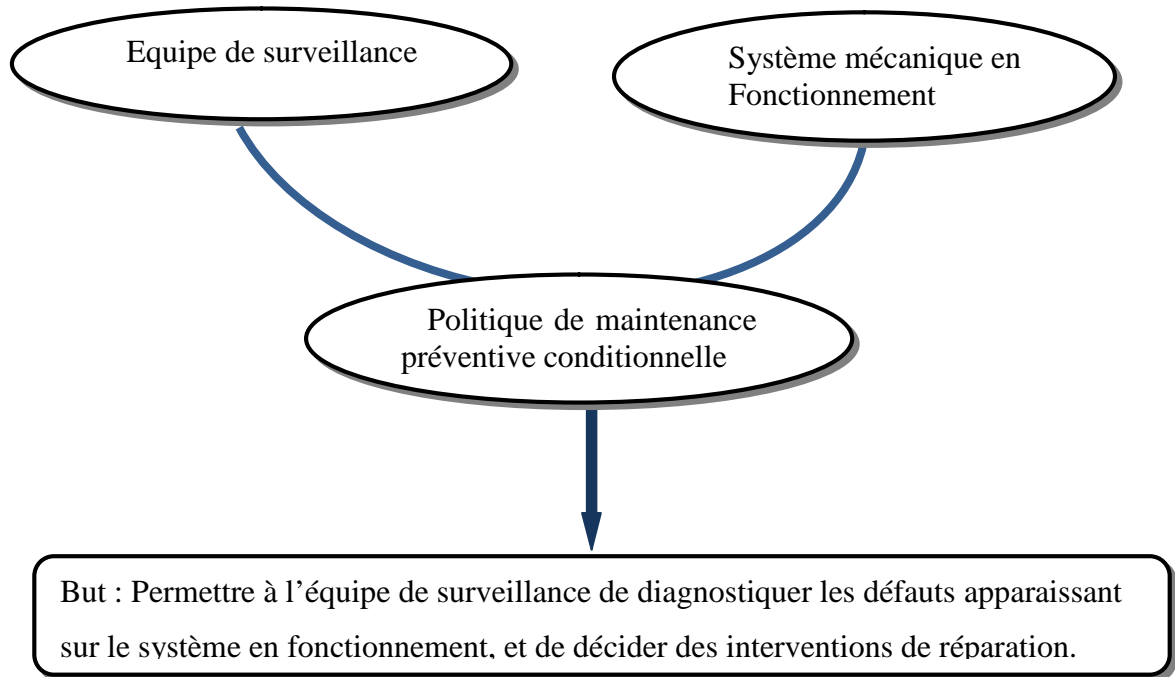 Equipe de surveillance
Système mécanique en
Fonctionnement
Politique de maintenance
préventive conditionnelle
But : Permettre à l’équipe de surveillance de diagnostiquer les défauts apparaissant
sur le système en fonctionnement, et de décider des interventions de réparation.